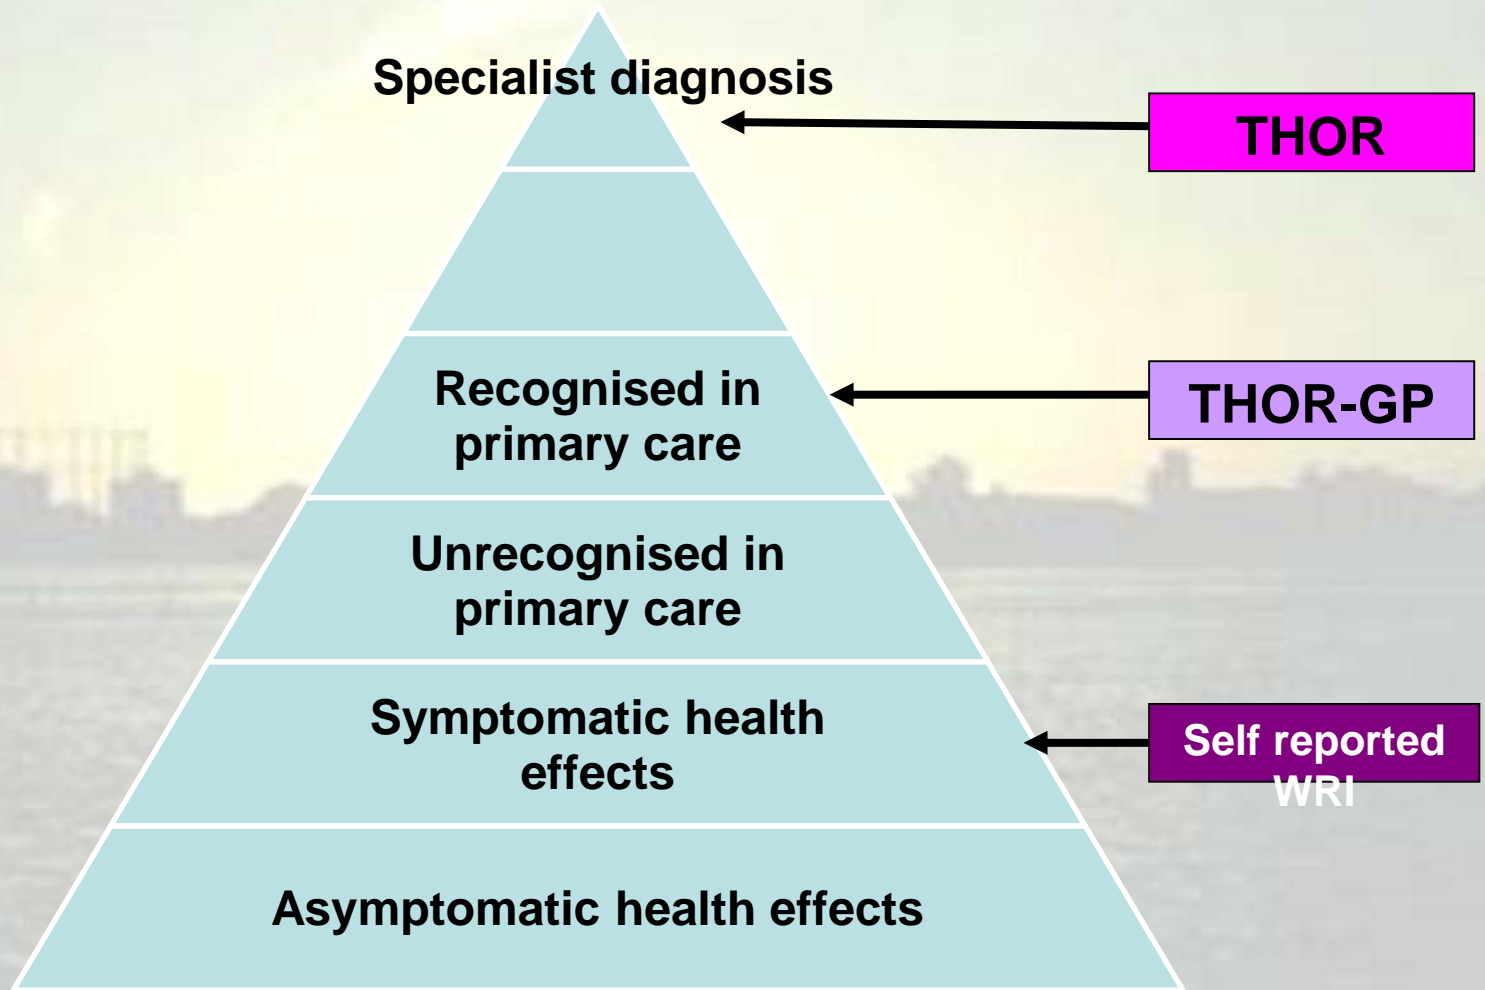 Specialist diagnosis
THOR
Recognised in
primary care
THOR-GP
Unrecognised in
primary care
Symptomatic health
effects
Self reported
WRI
Asymptomatic health effects